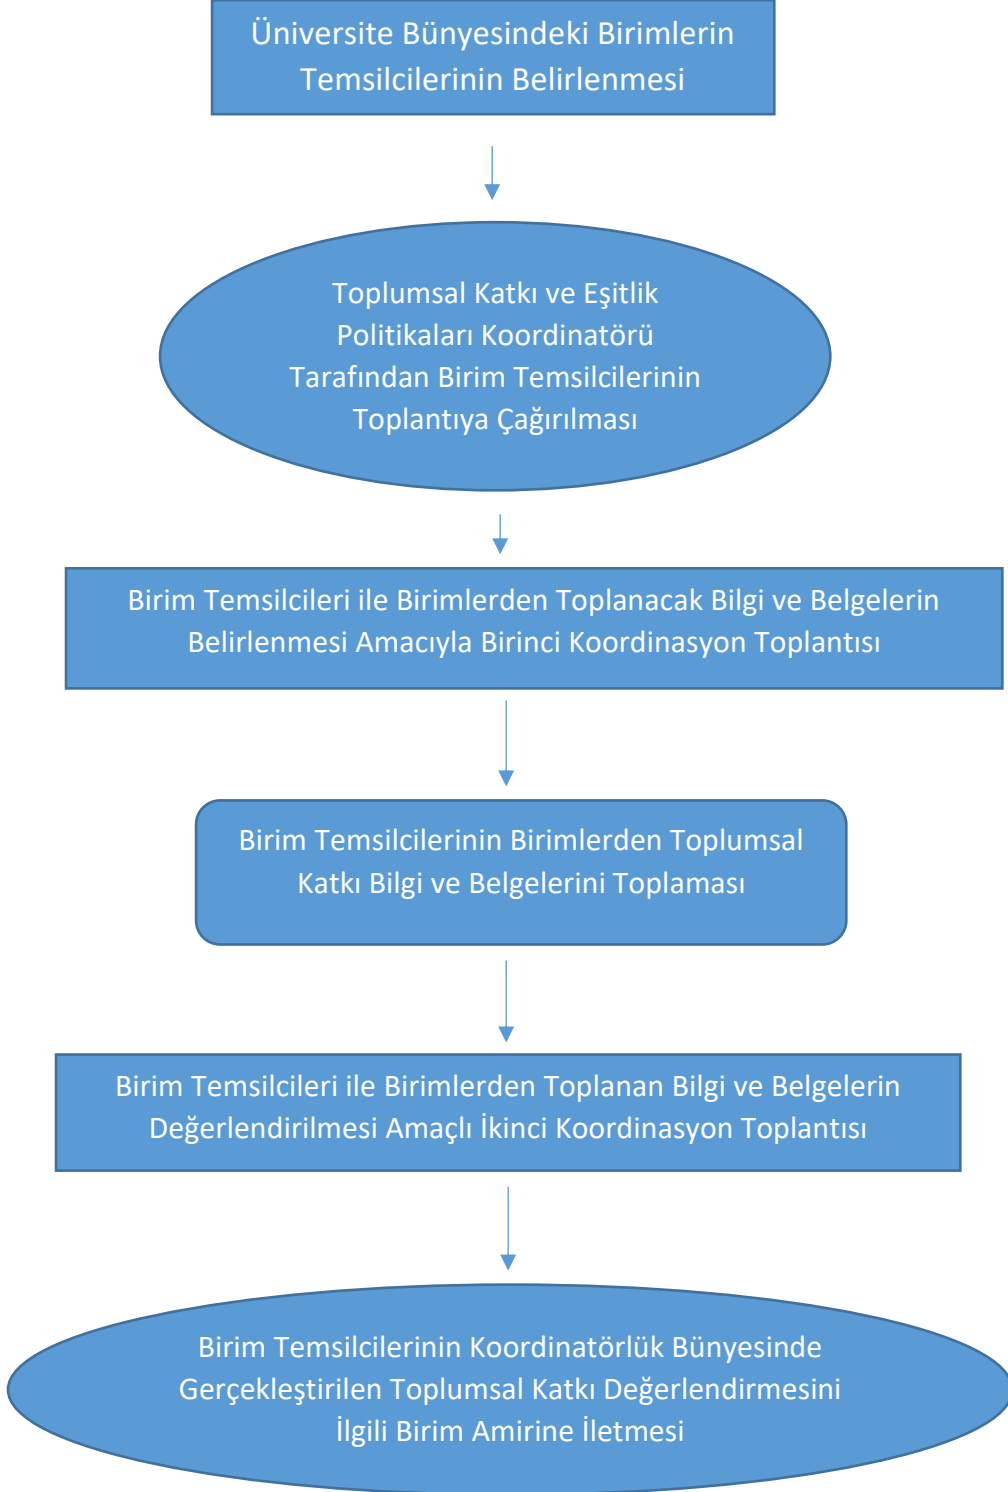 Üniversite Bünyesindeki Birimlerin
Temsilcilerinin Belirlenmesi
Toplumsal Katkı ve Eşitlik
Politikaları Koordinatörü
Tarafından Birim Temsilcilerinin
Toplantıya Çağırılması
Birim Temsilcileri ile Birimlerden Toplanacak Bilgi ve Belgelerin
Belirlenmesi Amacıyla Birinci Koordinasyon Toplantısı
Birim Temsilcilerinin Birimlerden Toplumsal
Katkı Bilgi ve Belgelerini Toplaması
Birim Temsilcileri ile Birimlerden Toplanan Bilgi ve Belgelerin
Değerlendirilmesi Amaçlı İkinci Koordinasyon Toplantısı
Birim Temsilcilerinin Koordinatörlük Bünyesinde
Gerçekleştirilen Toplumsal Katkı Değerlendirmesini
İlgili Birim Amirine İletmesi